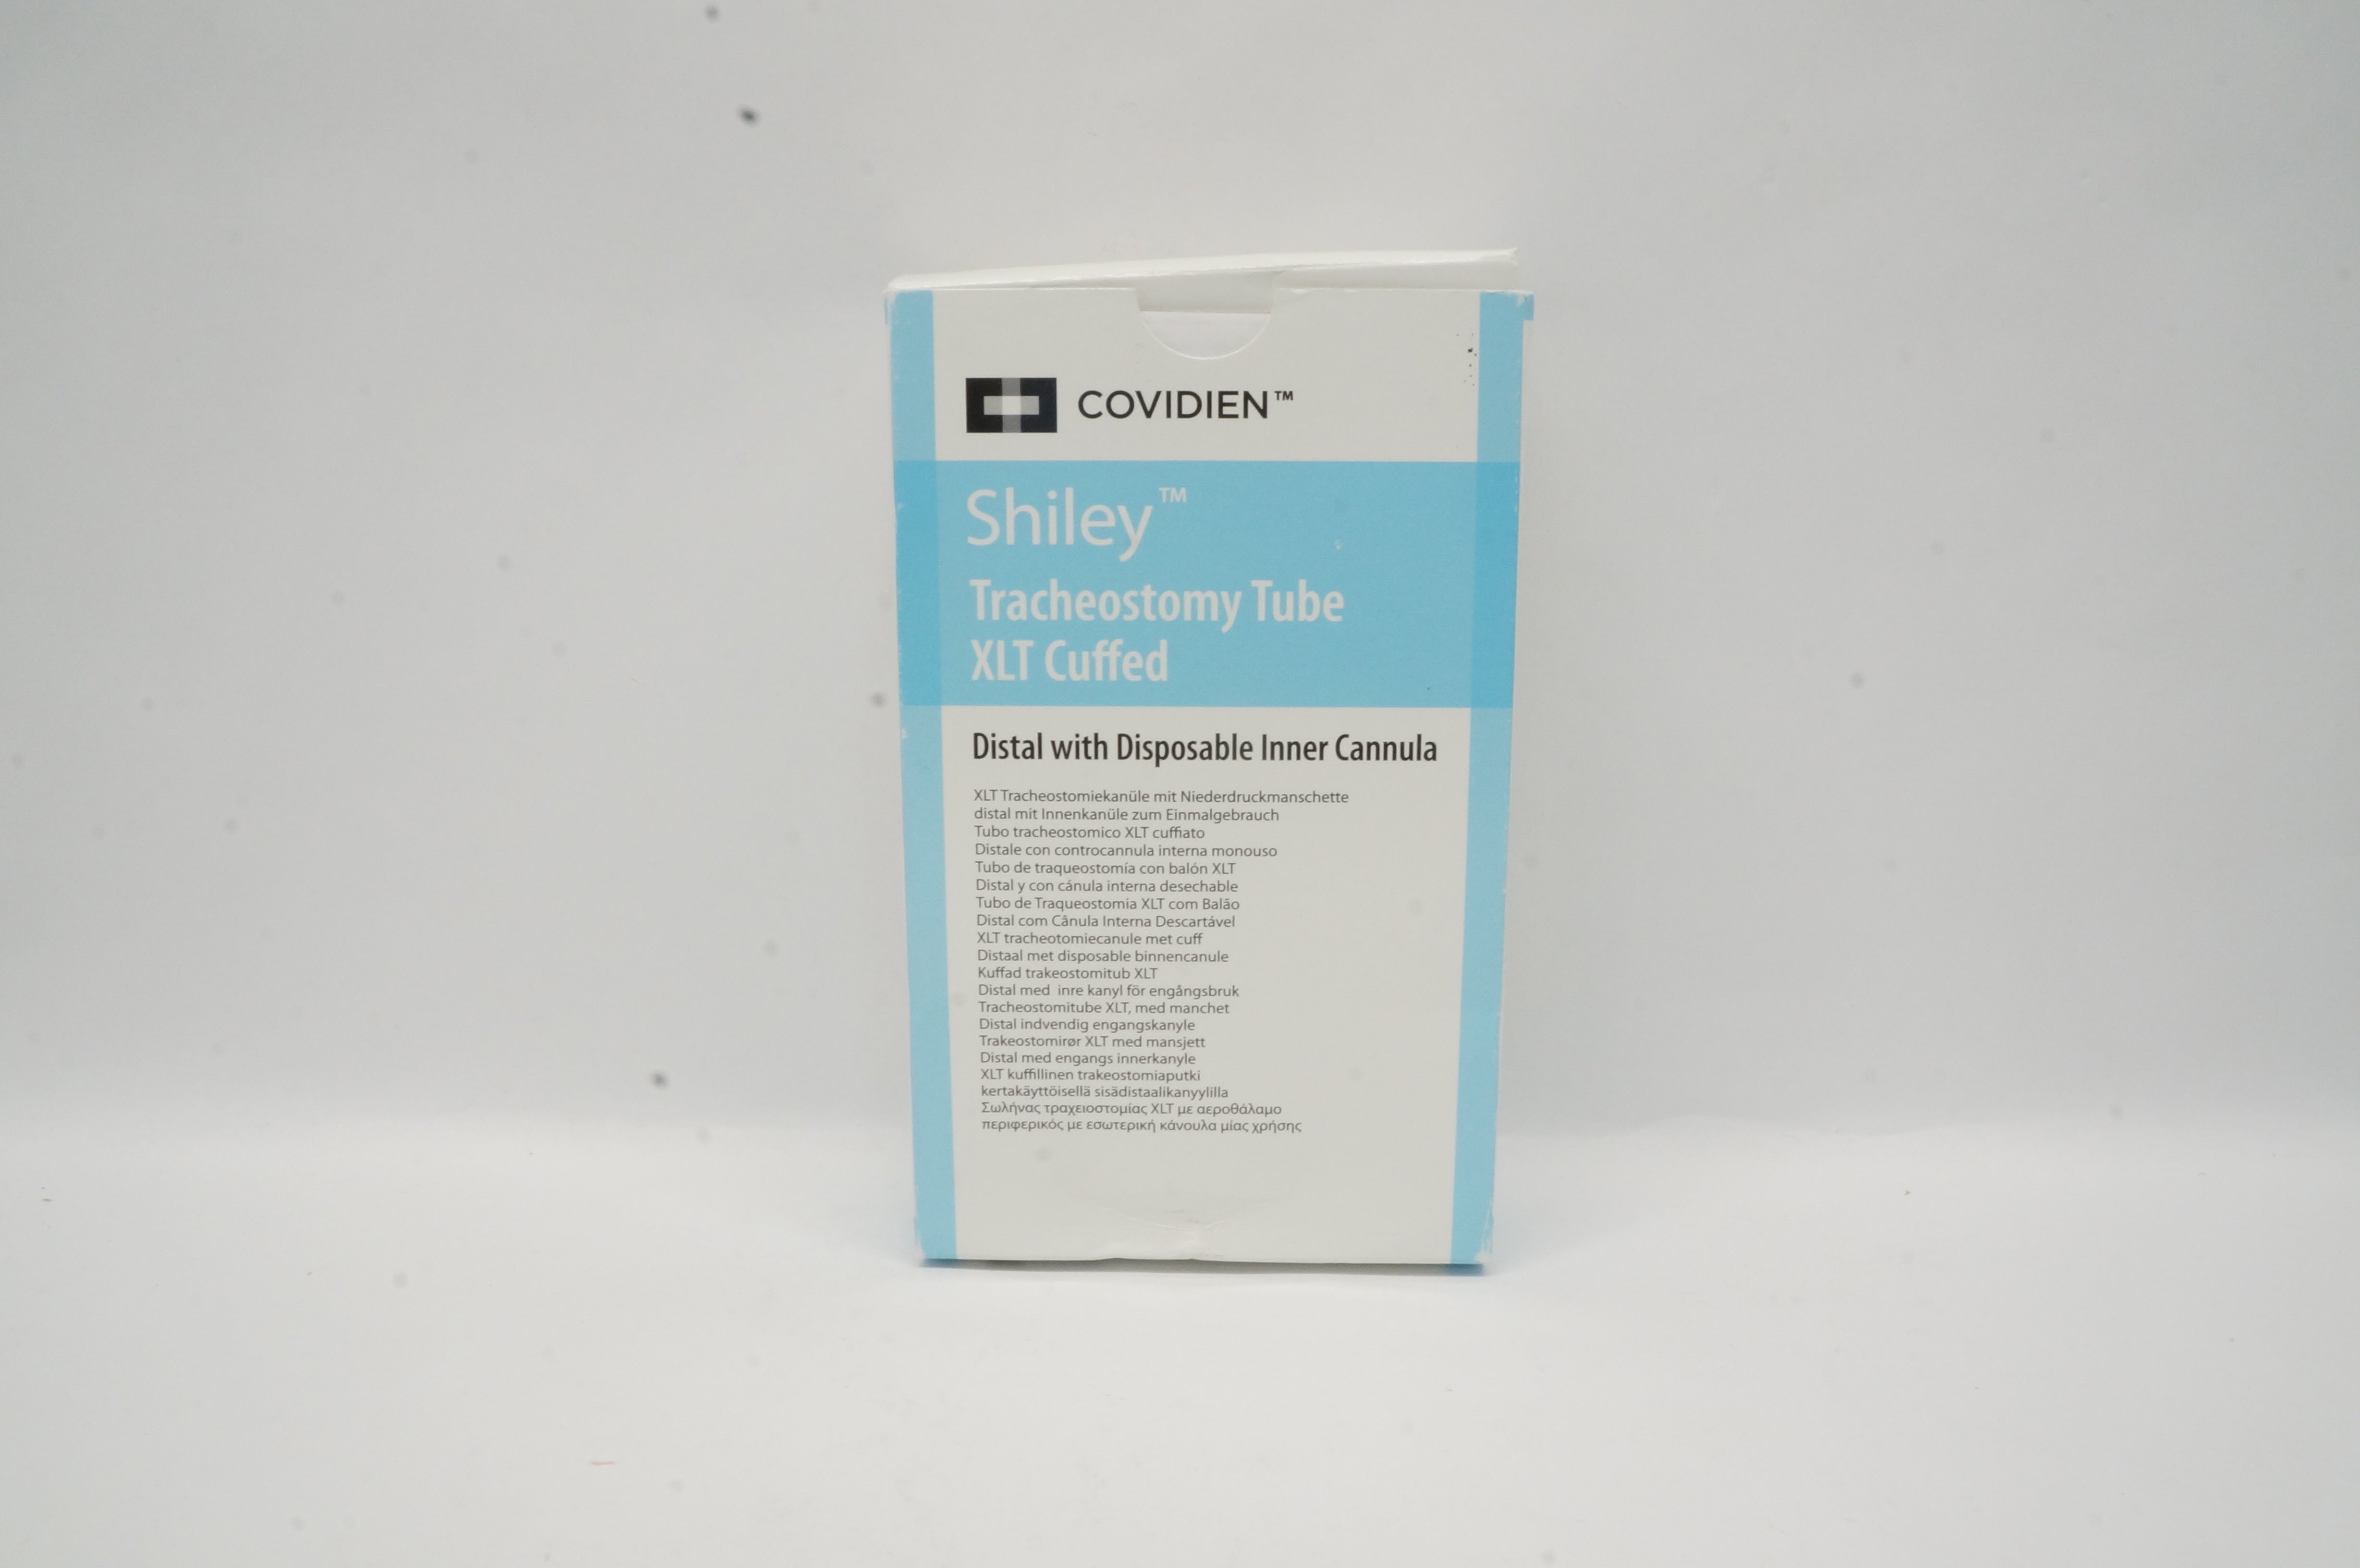 COVIDIEN™
Shiley™
Tracheostomy Tube
XLT Cuffed
Distal with Disposable Inner Cannula
XLT Tracheostomiekanüle mit Niederdruckmanschette
distal mit Innenkanüle zum Einmalgebrauch
Tubo tracheostomico XLT cuffiato
Distale con controcannula interna monouso
Tubo de traqueostomía con balón XLT
Distal y con cánula interna desechable
Tubo de Traqueostomia XLT com Balão
Distal com Cânula Interna Descartável
XLT tracheotomiecanule met cuff
Distaal met disposable binnencanule
Kuffad trakeostomitub XLT
Distal med inre kanyl för engångsbruk
Tracheostomitube XLT, med manchet
Distal indvendig engangskanyle
Trakeostomirør XLT med mansjett
Distal med engangs innerkanyle
XLT kuffillinen trakeostomiaputki
kertakäyttöisellä sisädistaalikanyylilla
Σωλήνας τραχειοστομίας XLT με αεροθάλαμο
περιφερικός με εσωτερική κάνουλα μίας χρήσης